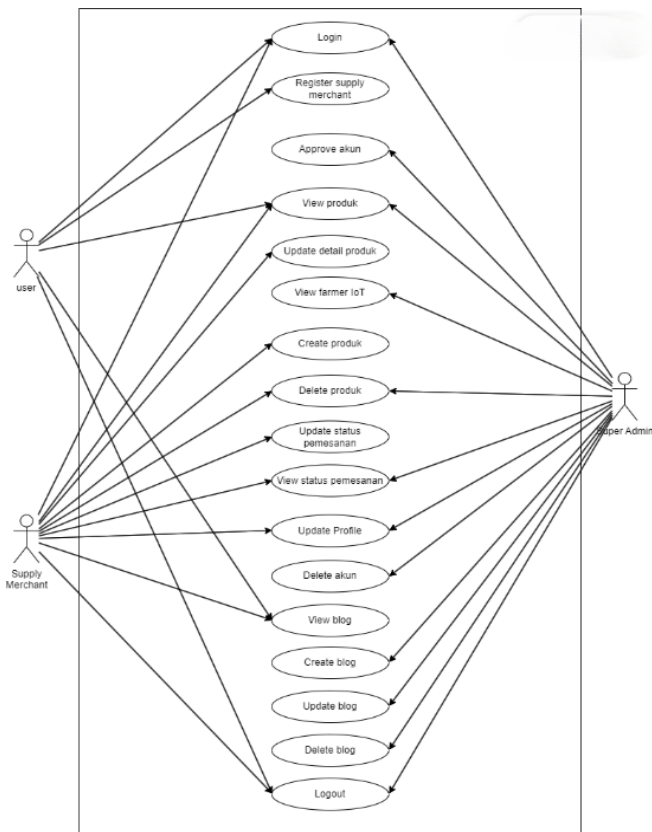 Login
Register supply
merchant
Approve akun
View produk
user
Update detail produk
View farmer IoT
Create produk
Delete produk
Super Admin
Update status
pemesanan
View status pemesanan
Update Profile
Supply
Merchant
Delete akun
View blog
Create blog
Update blog
Delete blog
Logout